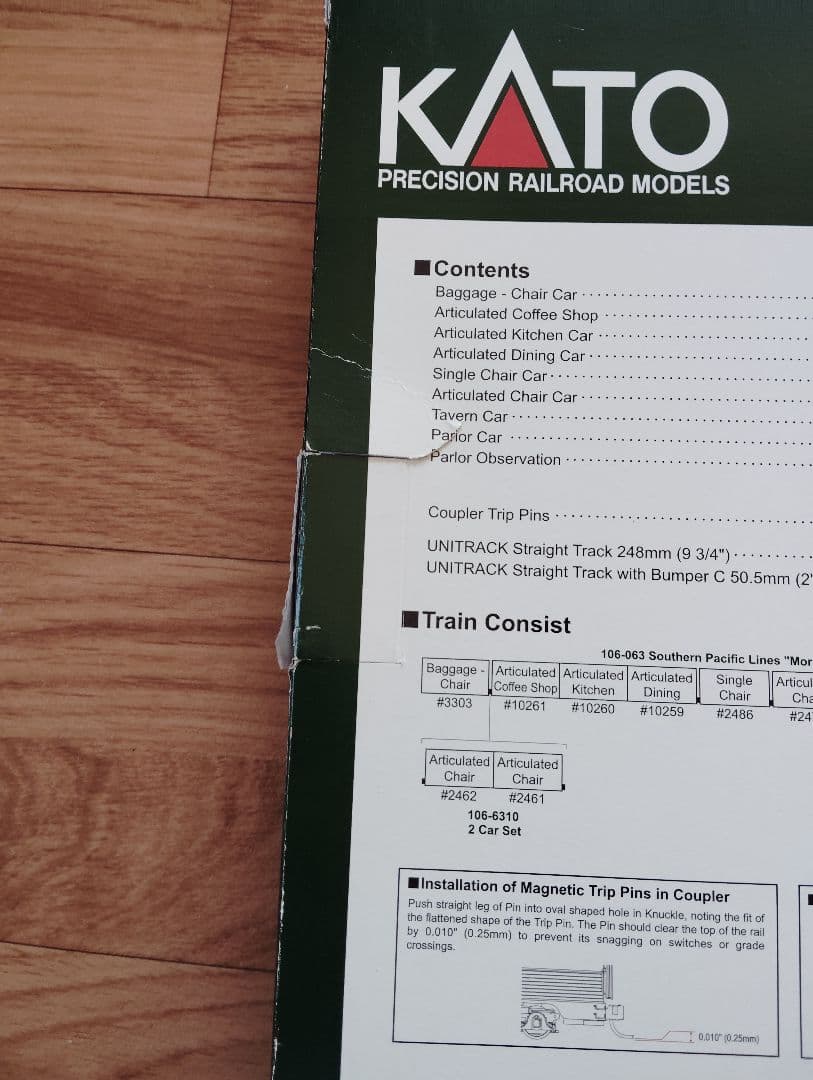 KATO
PRECISION RAILROAD MODELS
■Contents
Baggage - Chair Car
Articulated Coffee Shop
Articulated Kitchen Car
Articulated Dining Car
Single Chair Car
Articulated Chair Car
Tavern Car
Parlor Car
Parlor Observation
Coupler Trip Pins
UNITRACK Straight Track 248mm (9 3/4")
UNITRACK Straight Track with Bumper C 50.5mm (2"
■Train Consist
106-063 Southern Pacific Lines "Mor
Baggage - Chair
#3303
Articulated Coffee Shop
#10261
Articulated Kitchen
#10260
Articulated Dining
#10259
Single Chair
#2486
Articul
Cha
#24
Articulated Chair
#2462
Articulated Chair
#2461
106-6310
2 Car Set
■Installation of Magnetic Trip Pins in Coupler
Push straight leg of Pin into oval shaped hole in Knuckle, noting the fit of
the flattened shape of the Trip Pin. The Pin should clear the top of the rail
by 0.010" (0.25mm) to prevent its snagging on switches or grade
crossings.
0.010" (0.25mm)